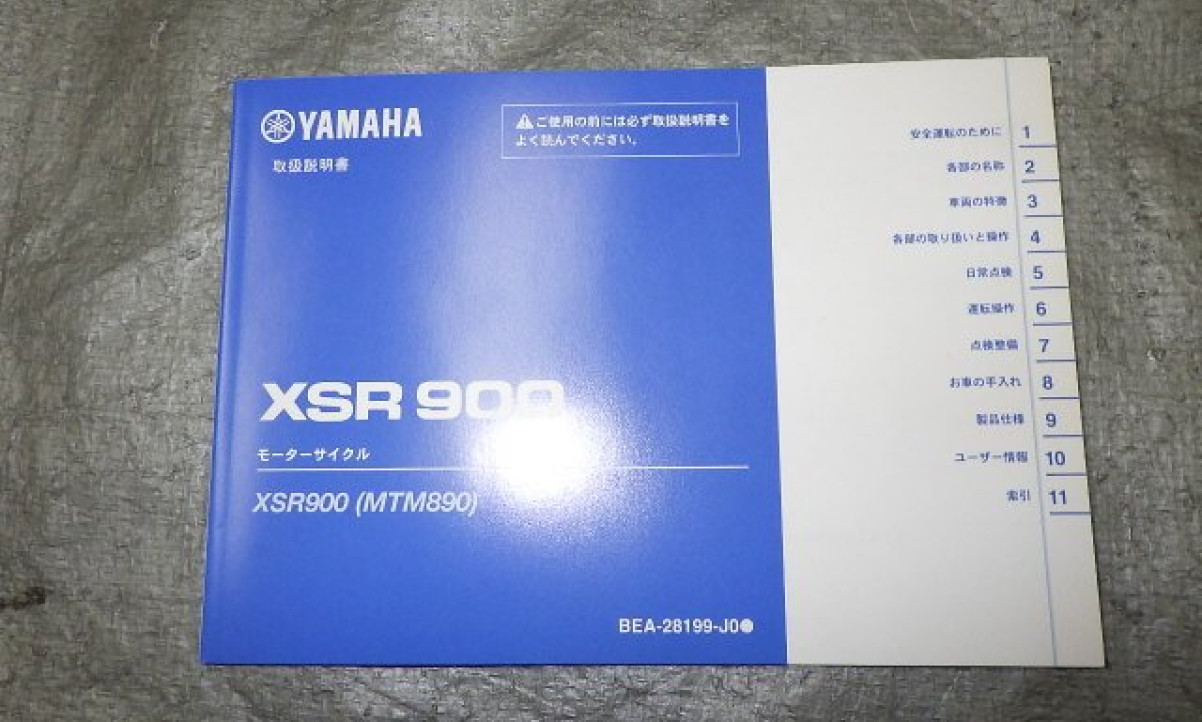 YAMAHA
取扱説明書
⚠ご使用の前には必ず取扱説明書を
よく読んでください。
XSR 900
モーターサイクル
XSR900 (MTM890)
BEA-28199-J0●
安全運転のために 1
各部の名称 2
車両の特徴 3
各部の取り扱いと操作 4
日常点検 5
運転操作 6
点検整備 7
お車の手入れ 8
製品仕様 9
ユーザー情報 10
索引 11